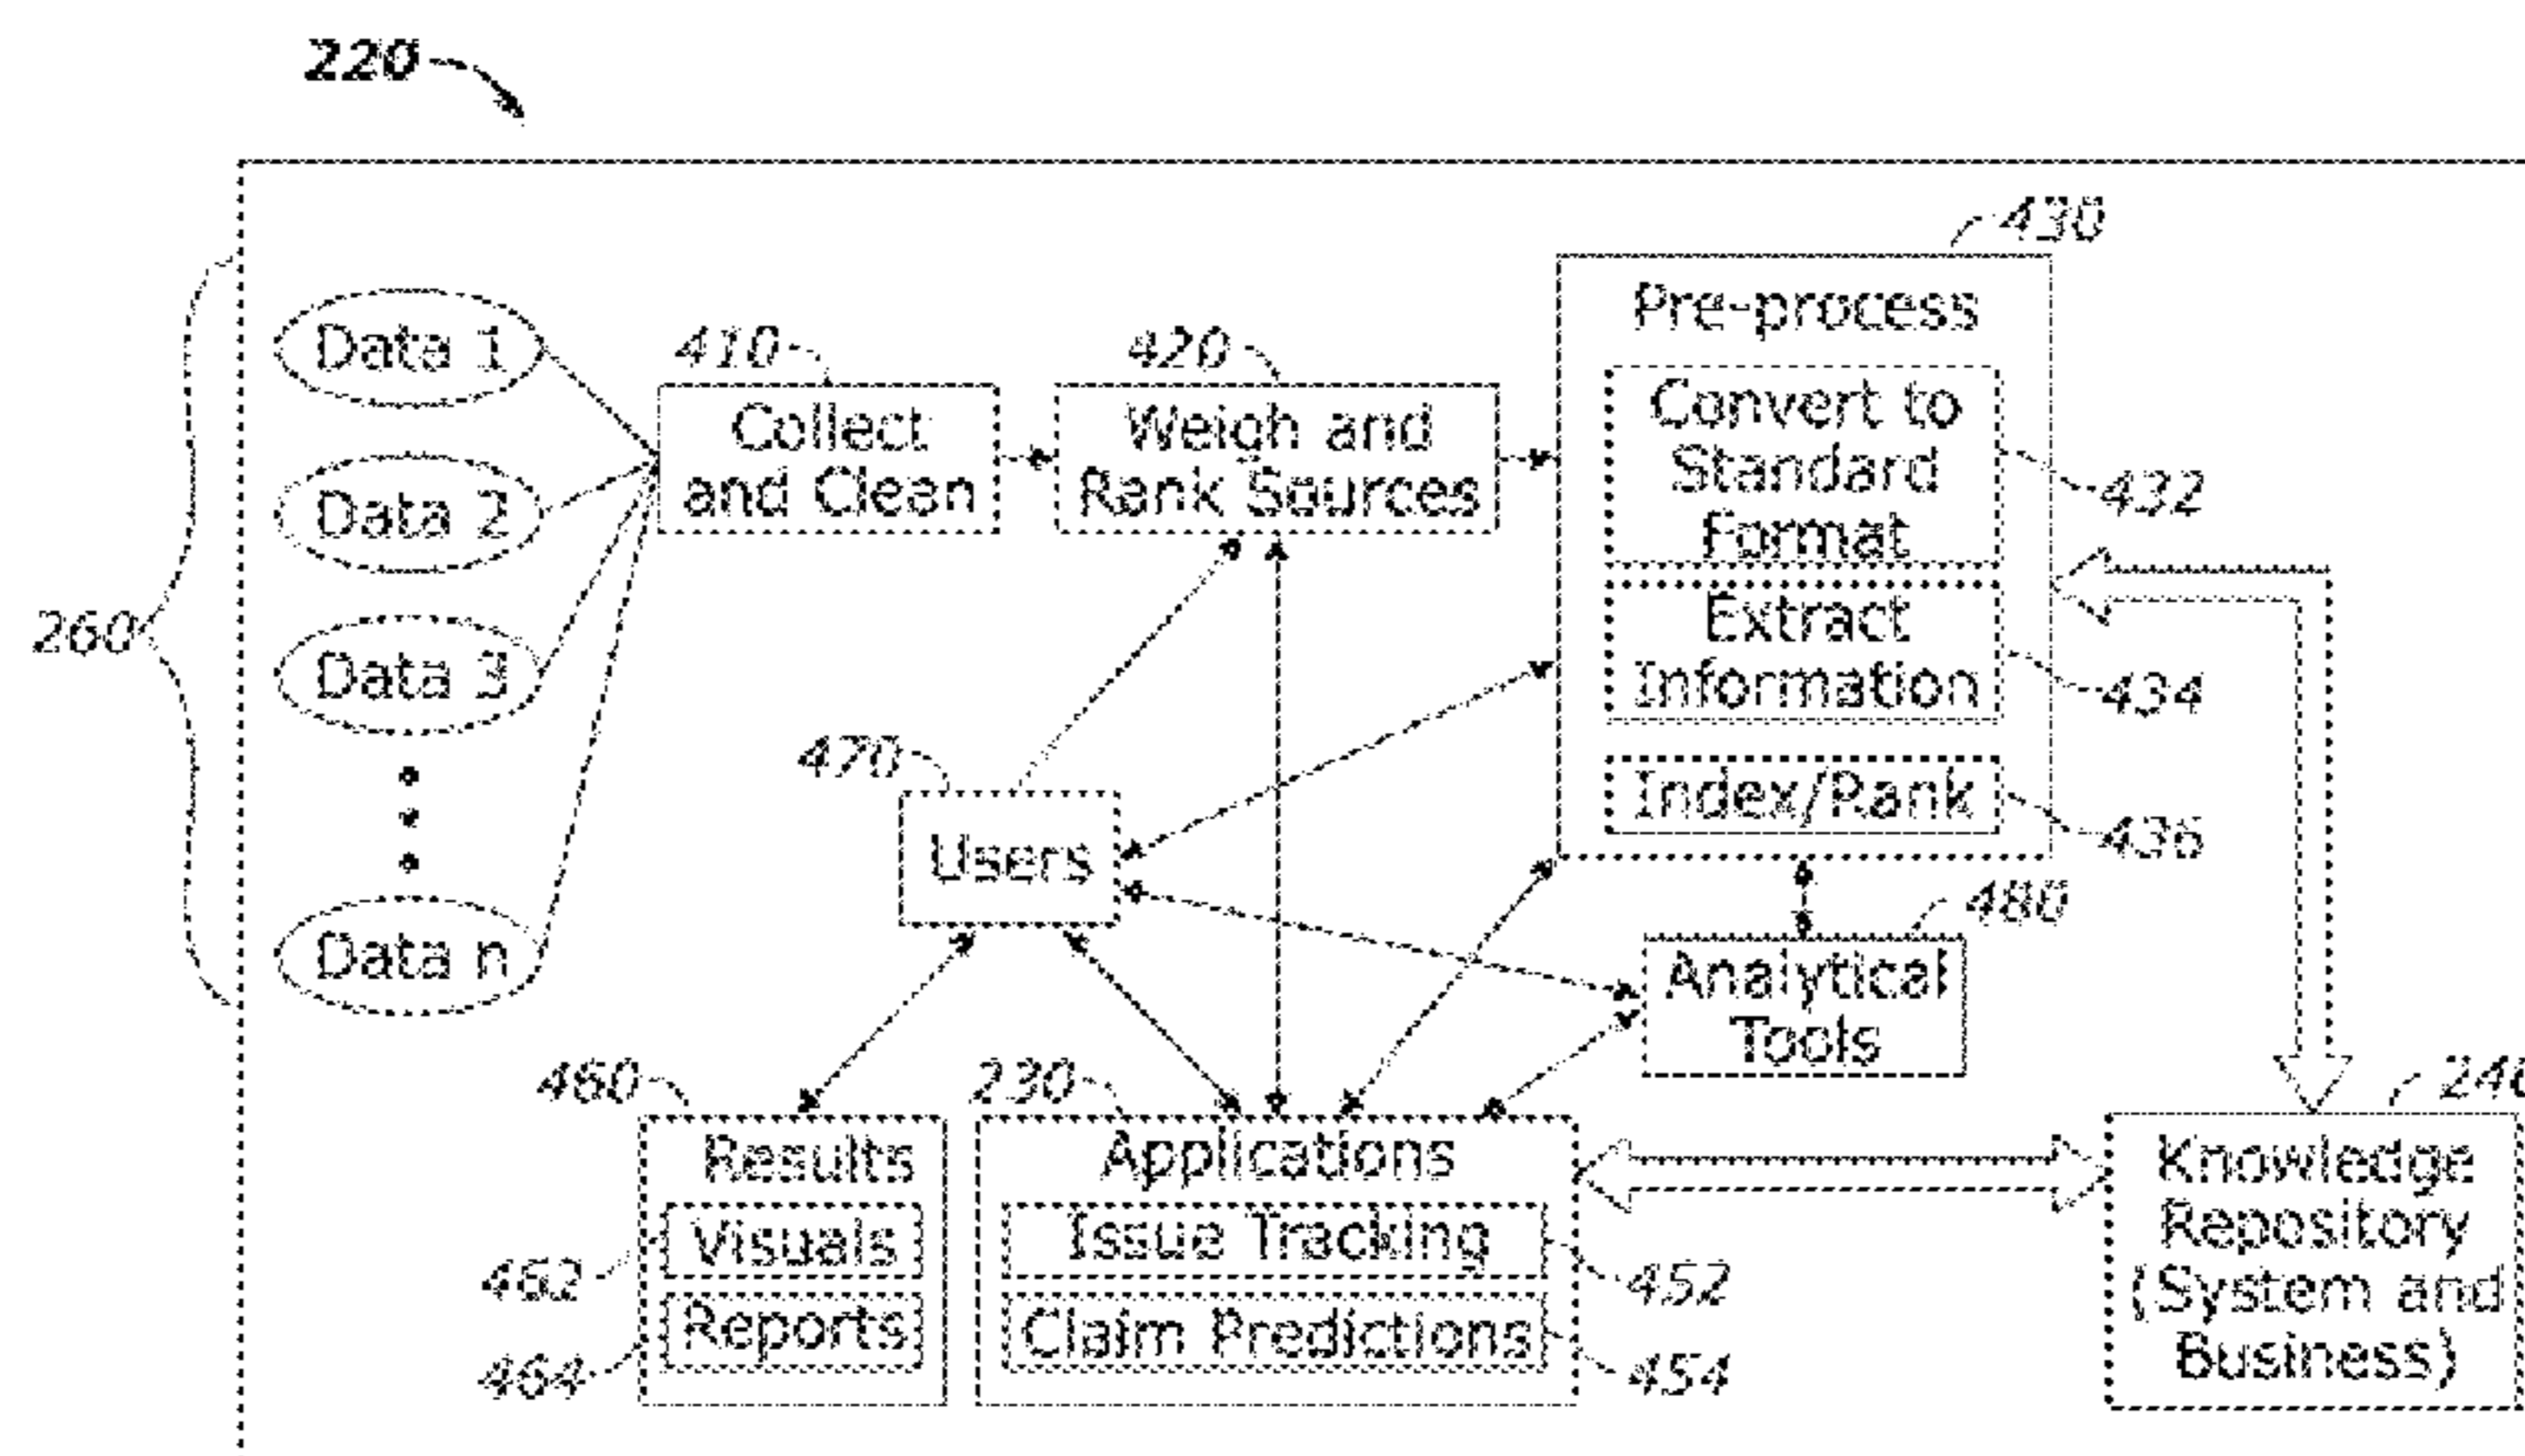 220
430
Pre-process
Data 1
410
420
Convert to
Standard
Format
Collect
and Clean
Weigh and
Rank Sources
432
Data 2
Extract
Information
260
Data 3
434
470
Index/Rank
436
Users
480
Data n
Analytical
Tools
460
230
Results
Applications
Knowledge
Repository
(System and
Business)
Visuals
Issue Tracking
462
452
Reports
Claim Predictions
464
454